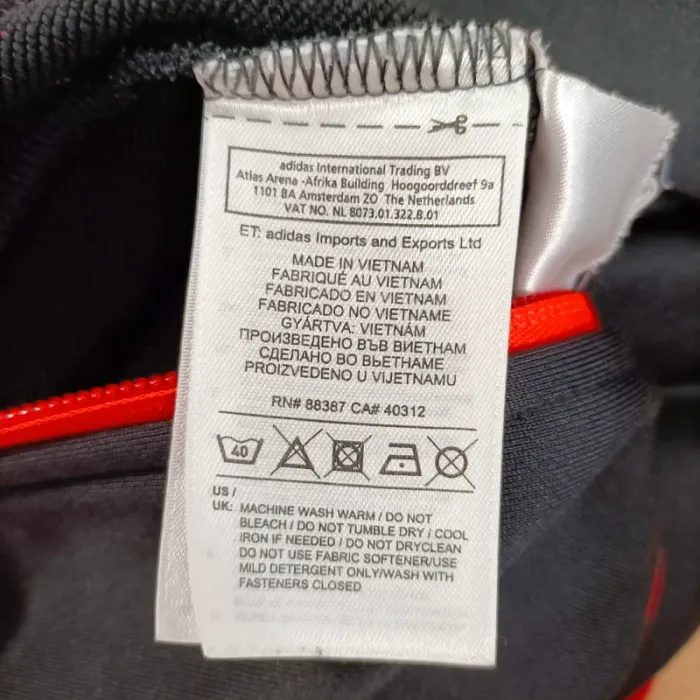 adidas International Trading BV
Atlas Arena -Afrika Building Hoogoorddreef 9a
1101 BA Amsterdam ZO The Netherlands
VAT NO. NL 8073.01.322.B.01
ET: adidas Imports and Exports Ltd
MADE IN VIETNAM
FABRIQUÉ AU VIETNAM
FABRICADO EN VIETNAM
FABRICADO NO VIETNAME
GYÁRTVA: VIETNÁM
ПРОИЗВЕДЕНО ВЪВ ВИЕТНАМ
СДЕЛАНО ВО ВЬЕТНАМЕ
PROIZVEDENO U VIJETNAMU
RN# 88387 CA# 40312
40
US /
UK: MACHINE WASH WARM / DO NOT
BLEACH / DO NOT TUMBLE DRY / COOL
IRON IF NEEDED / DO NOT DRYCLEAN
DO NOT USE FABRIC SOFTENER/USE
MILD DETERGENT ONLY/WASH WITH
FASTENERS CLOSED